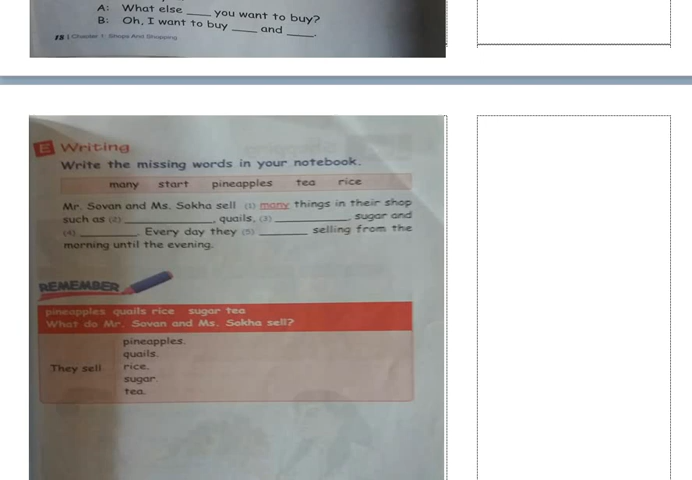 A: What else ____ you want to buy?
B: Oh, I want to buy ____ and ____.
18 | Chapter 1: Shops And Shopping
E Writing
Write the missing words in your notebook.
many start pineapples tea rice
Mr. Sovan and Ms. Sokha sell (1) many things in their shop
such as (2) ____________, quails, (3) ____________, sugar and
(4) ________. Every day they (5) ________ selling from the
morning until the evening.
REMEMBER
pineapples quails rice sugar tea
What do Mr. Sovan and Ms. Sokha sell?
They sell
pineapples.
quails.
rice.
sugar.
tea.